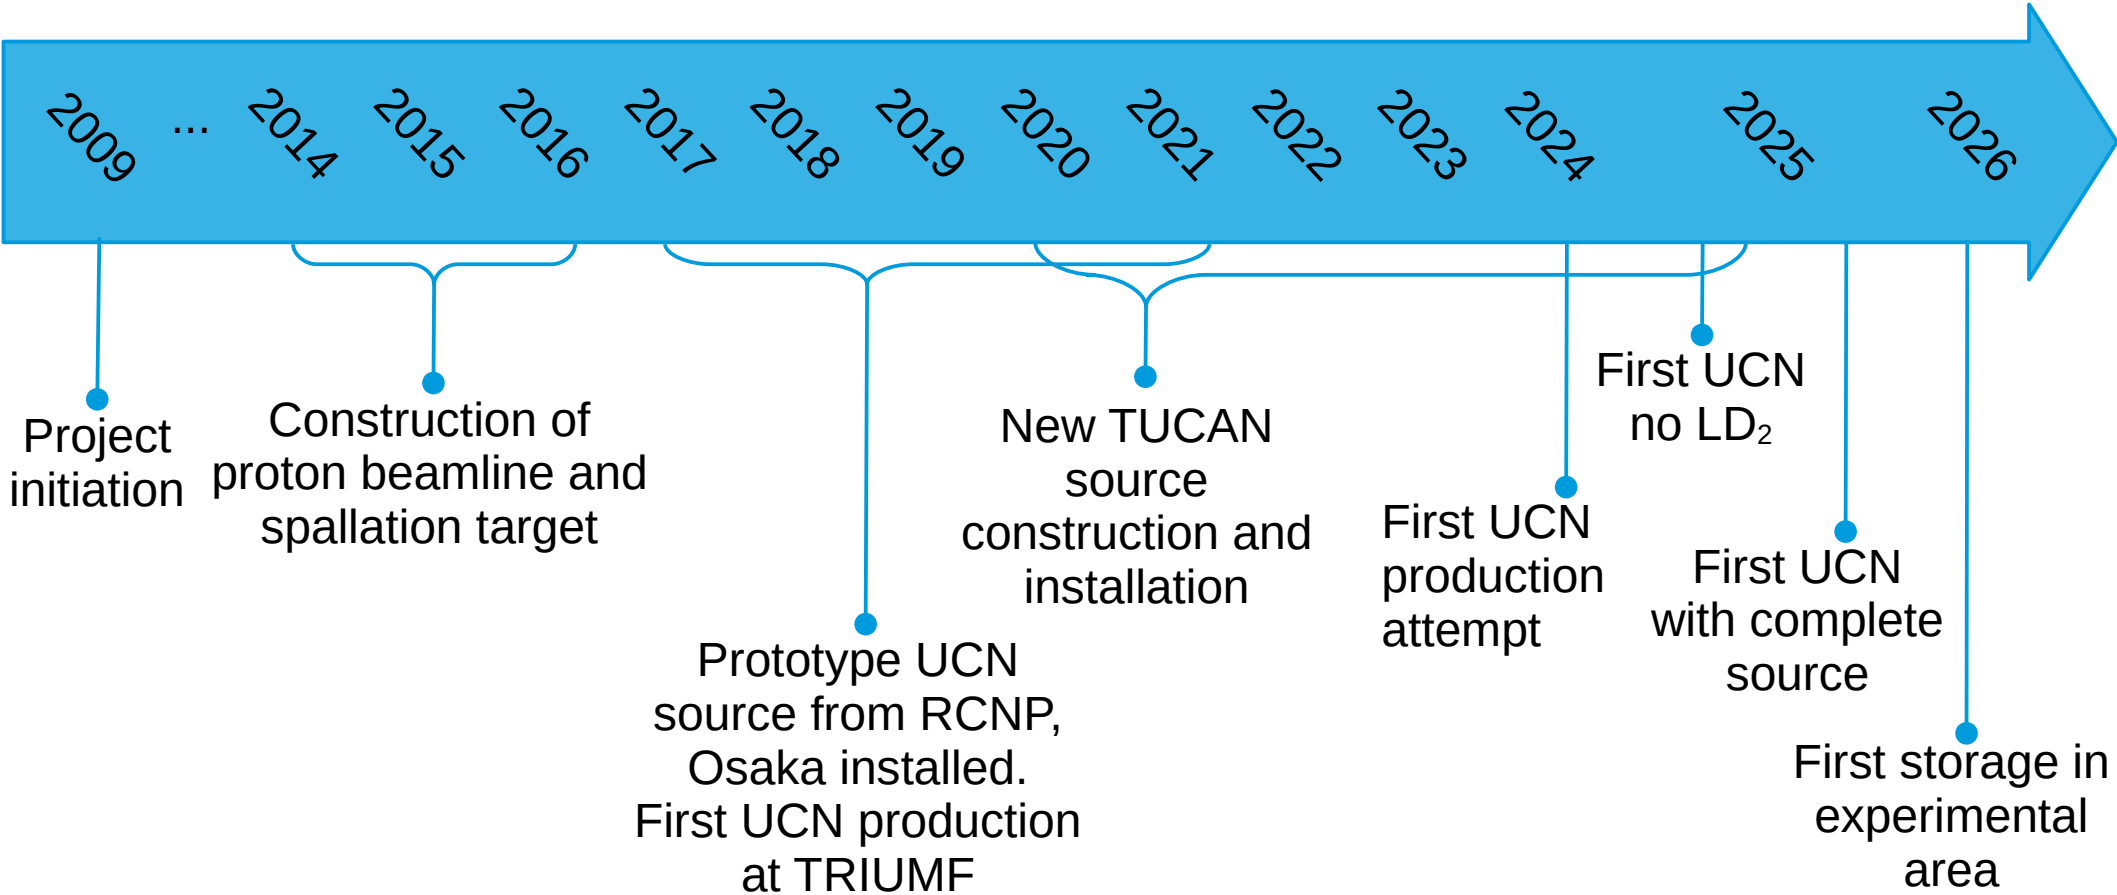 2009 ... 2014 2015 2016 2017 2018 2019 2020 2021 2022 2023 2024 2025 2026
Project
initiation
Construction of
proton beamline and
spallation target
Prototype UCN
source from RCNP,
Osaka installed.
First UCN production
at TRIUMF
New TUCAN
source
construction and
installation
First UCN
production
attempt
First UCN
no LD₂
First UCN
with complete
source
First storage in
experimental
area